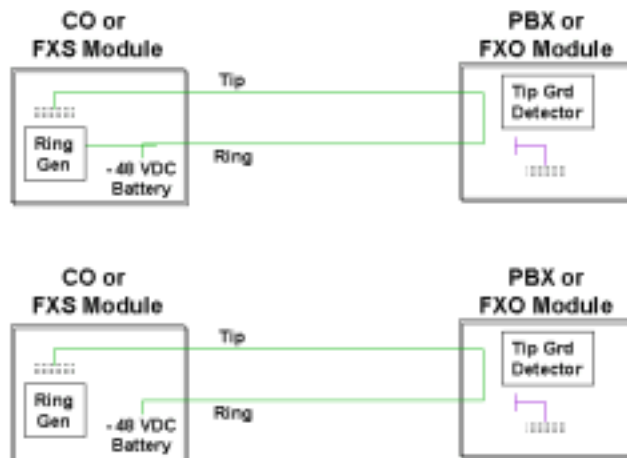 CO or
FXS Module
PBX or
FXO Module
Tip
Tip Grd
Detector
Ring
Gen
Ring
- 48 VDC
Battery
CO or
FXS Module
PBX or
FXO Module
Tip
Tip Grd
Detector
Ring
Gen
Ring
- 48 VDC
Battery